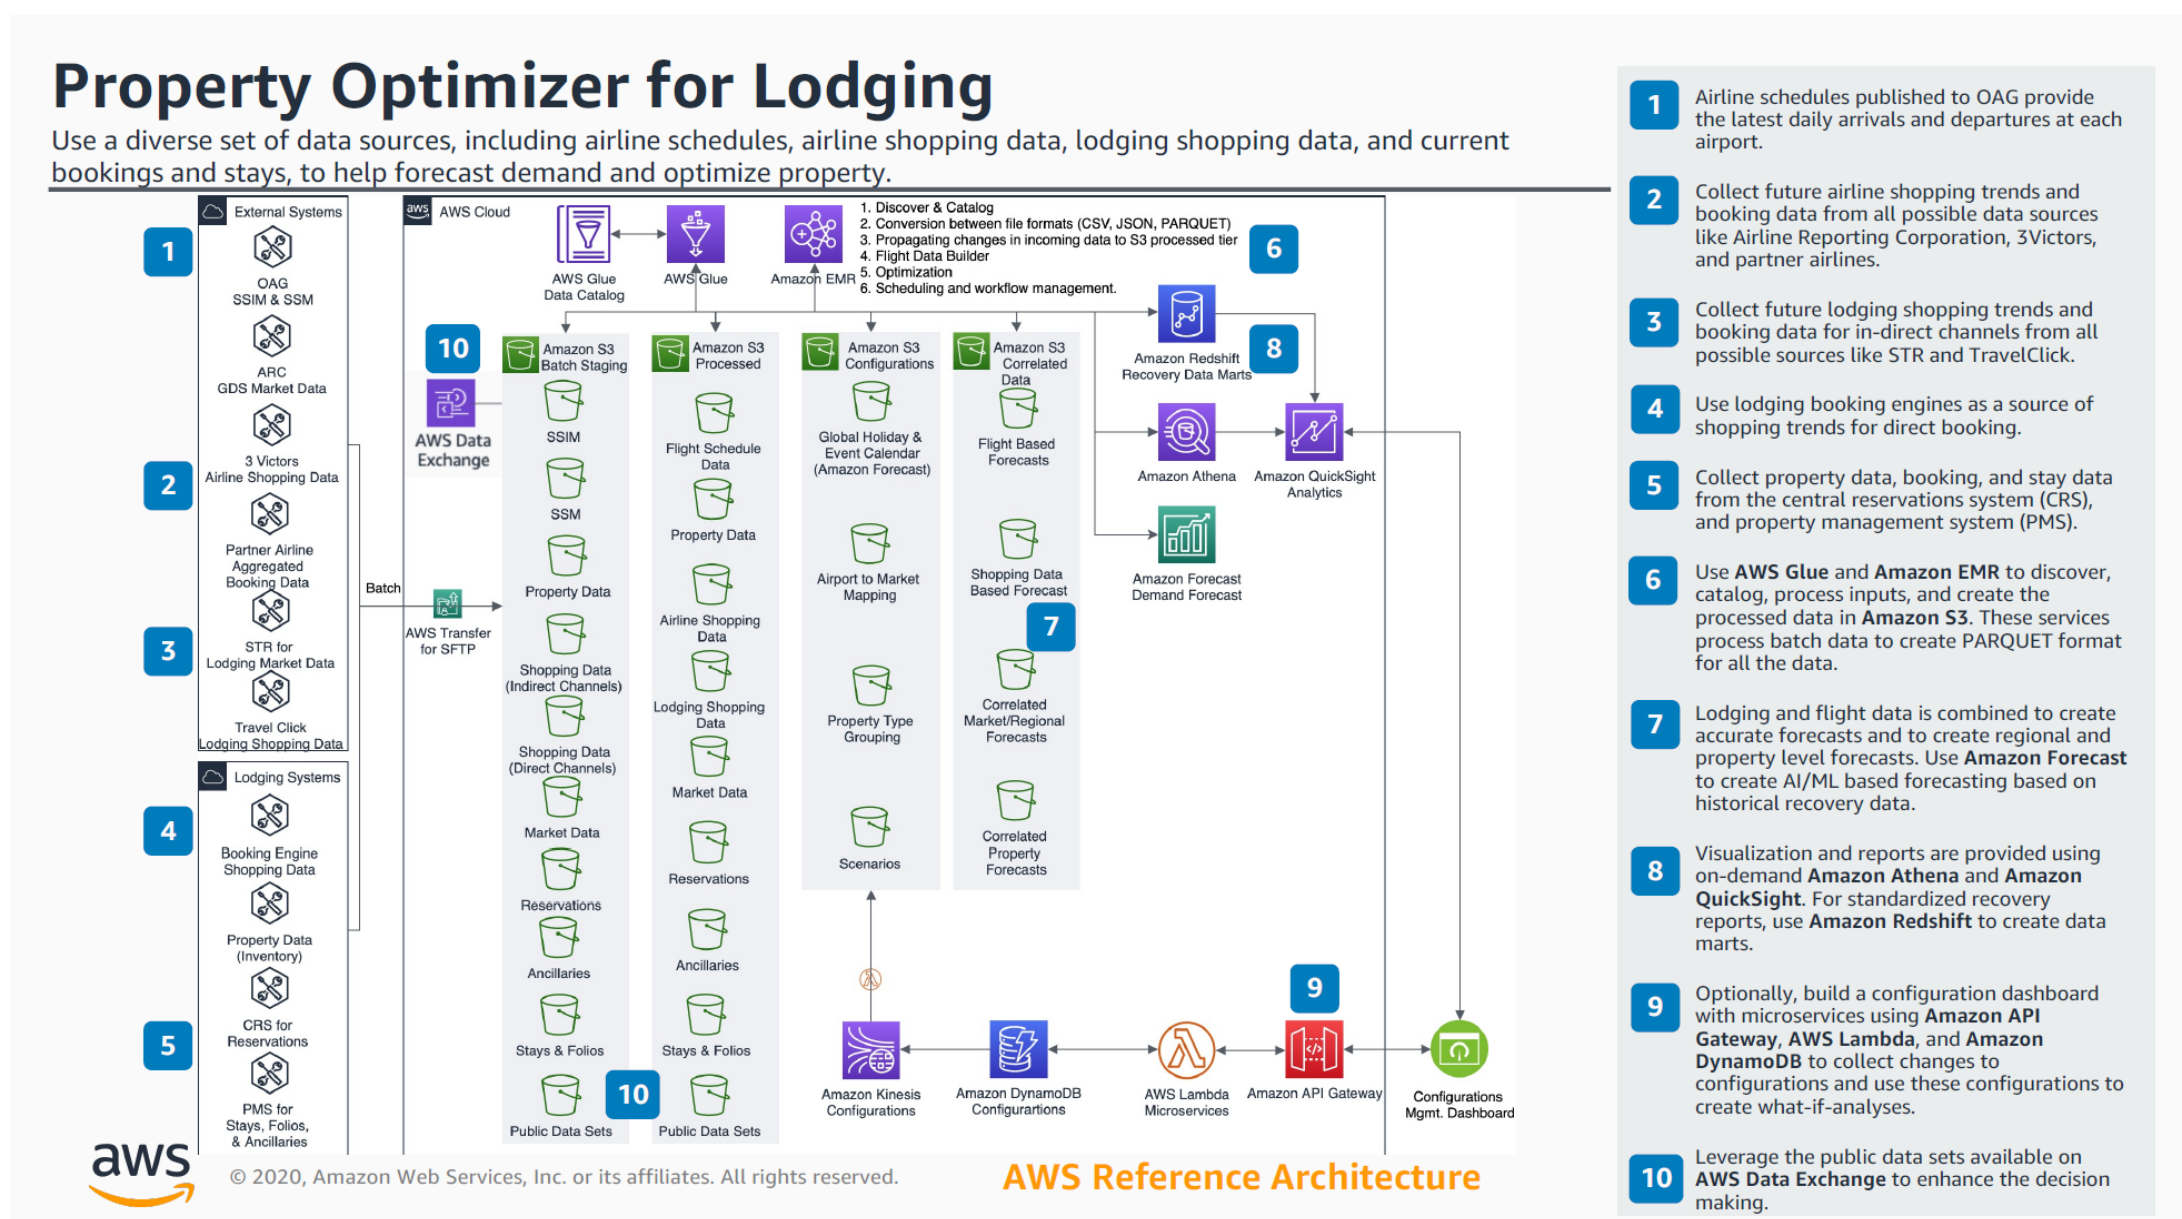 Property Optimizer for Lodging
Use a diverse set of data sources, including airline schedules, airline shopping data, lodging shopping data, and current
bookings and stays, to help forecast demand and optimize property.
External Systems
1
OAG
SSIM & SSM
ARC
GDS Market Data
3 Victors
Airline Shopping Data
2
Partner Airline
Aggregated
Booking Data
3
STR for
Lodging Market Data
Travel Click
Lodging Shopping Data
Lodging Systems
4
Booking Engine
Shopping Data
Property Data
(Inventory)
CRS for
Reservations
5
PMS for
Stays, Folios,
& Ancillaries
Batch
aws
AWS Cloud
AWS Transfer
for SFTP
10
AWS Data
Exchange
AWS Glue
Data Catalog
AWS Glue
Amazon EMR
1. Discover & Catalog
2. Conversion between file formats (CSV, JSON, PARQUET)
3. Propagating changes in incoming data to S3 processed tier
4. Flight Data Builder
5. Optimization
6. Scheduling and workflow management.
6
Amazon S3
Batch Staging
SSIM
SSM
Property Data
Shopping Data
(Indirect Channels)
Shopping Data
(Direct Channels)
Market Data
Reservations
Ancillaries
Stays & Folios
Public Data Sets
10
Amazon S3
Processed
Flight Schedule
Data
Property Data
Airline Shopping
Data
Lodging Shopping
Data
Market Data
Reservations
Ancillaries
Stays & Folios
Public Data Sets
Amazon S3
Configurations
Global Holiday &
Event Calendar
(Amazon Forecast)
Airport to Market
Mapping
Property Type
Grouping
Scenarios
Amazon S3
Correlated
Data
Flight Based
Forecasts
Shopping Data
Based Forecast
7
Correlated
Market/Regional
Forecasts
Correlated
Property
Forecasts
Amazon Redshift
Recovery Data Marts
8
Amazon Athena
Amazon QuickSight
Analytics
Amazon Forecast
Demand Forecast
9
Amazon Kinesis
Configurations
Amazon DynamoDB
Configurartions
AWS Lambda
Microservices
Amazon API Gateway
Configurations
Mgmt. Dashboard
aws
© 2020, Amazon Web Services, Inc. or its affiliates. All rights reserved.
AWS Reference Architecture
1
Airline schedules published to OAG provide
the latest daily arrivals and departures at each
airport.
2
Collect future airline shopping trends and
booking data from all possible data sources
like Airline Reporting Corporation, 3Victors,
and partner airlines.
3
Collect future lodging shopping trends and
booking data for in-direct channels from all
possible sources like STR and TravelClick.
4
Use lodging booking engines as a source of
shopping trends for direct booking.
5
Collect property data, booking, and stay data
from the central reservations system (CRS),
and property management system (PMS).
6
Use AWS Glue and Amazon EMR to discover,
catalog, process inputs, and create the
processed data in Amazon S3. These services
process batch data to create PARQUET format
for all the data.
7
Lodging and flight data is combined to create
accurate forecasts and to create regional and
property level forecasts. Use Amazon Forecast
to create AI/ML based forecasting based on
historical recovery data.
8
Visualization and reports are provided using
on-demand Amazon Athena and Amazon
QuickSight. For standardized recovery
reports, use Amazon Redshift to create data
marts.
9
Optionally, build a configuration dashboard
with microservices using Amazon API
Gateway, AWS Lambda, and Amazon
DynamoDB to collect changes to
configurations and use these configurations to
create what-if-analyses.
10
Leverage the public data sets available on
AWS Data Exchange to enhance the decision
making.